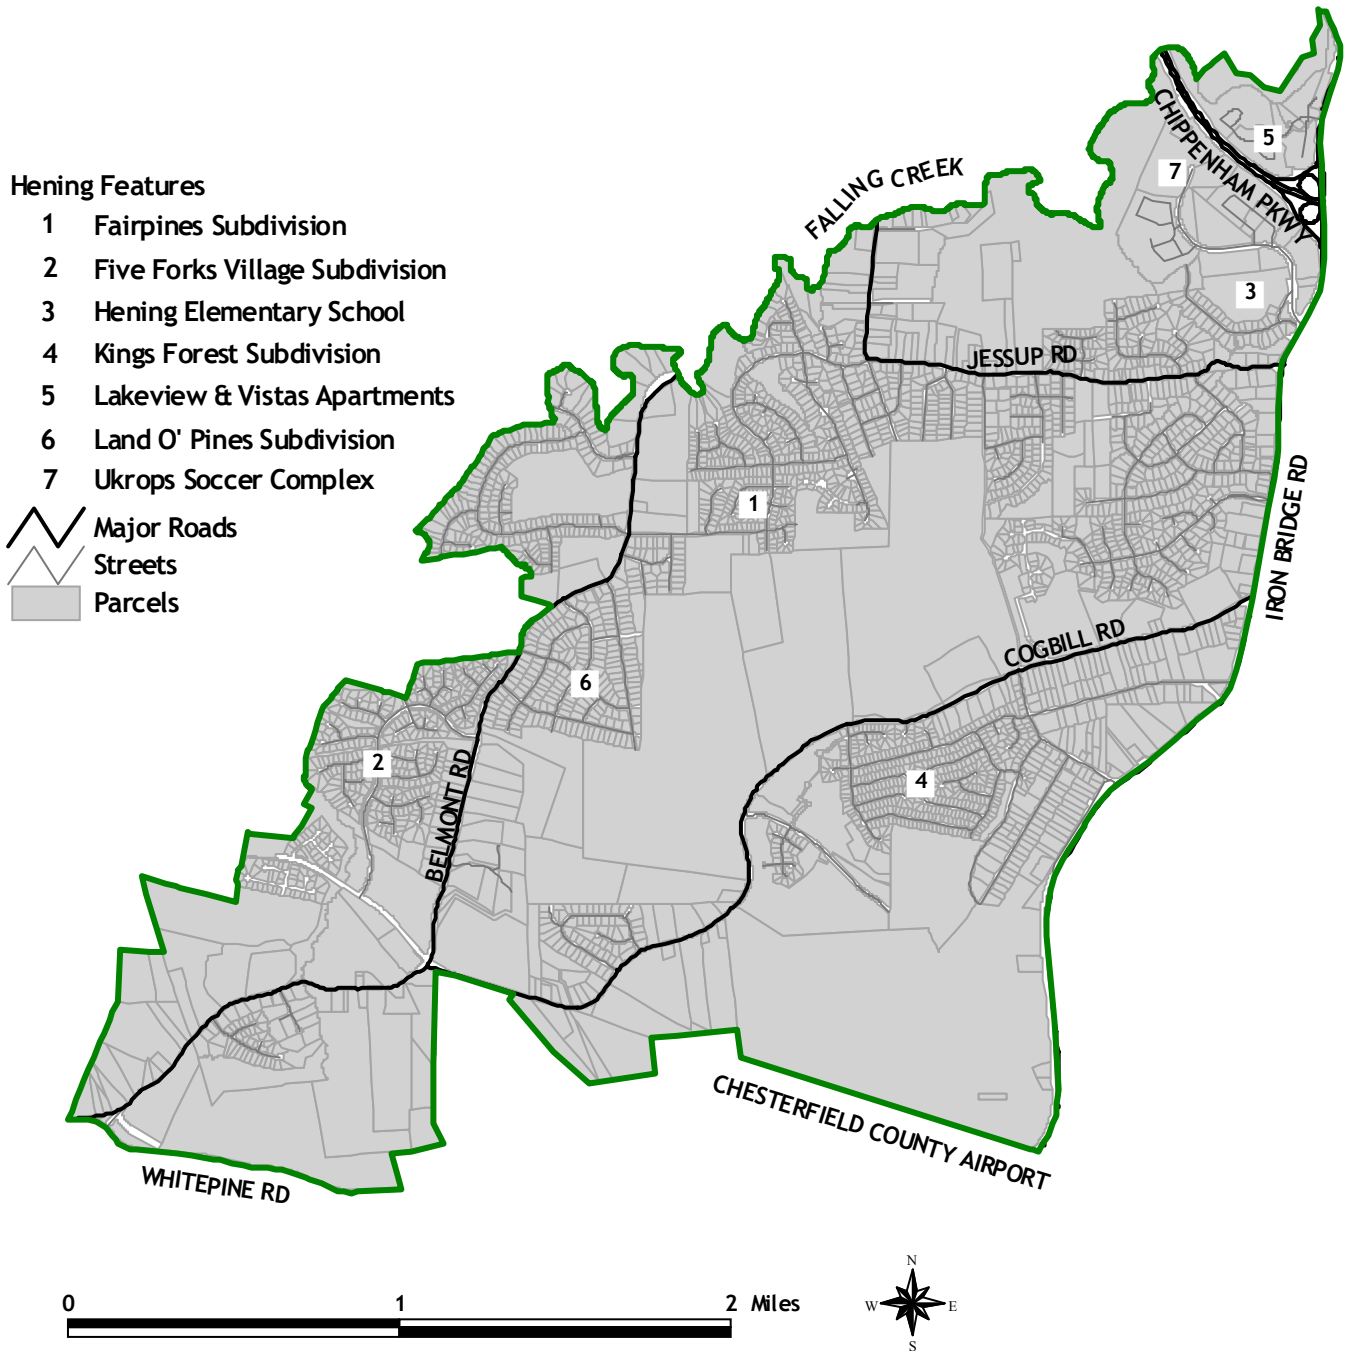 Hening Features
1 Fairpines Subdivision
2 Five Forks Village Subdivision
3 Hening Elementary School
4 Kings Forest Subdivision
5 Lakeview & Vistas Apartments
6 Land O' Pines Subdivision
7 Ukrops Soccer Complex
Major Roads
Streets
Parcels
CHIPPENHAM PKWY
5
7
FALLING CREEK
3
JESSUP RD
1
IRON BRIDGE RD
COGBILL RD
6
2
4
BELMONT RD
CHESTERFIELD COUNTY AIRPORT
WHITEPINE RD
0 1 2 Miles
N
W E
S